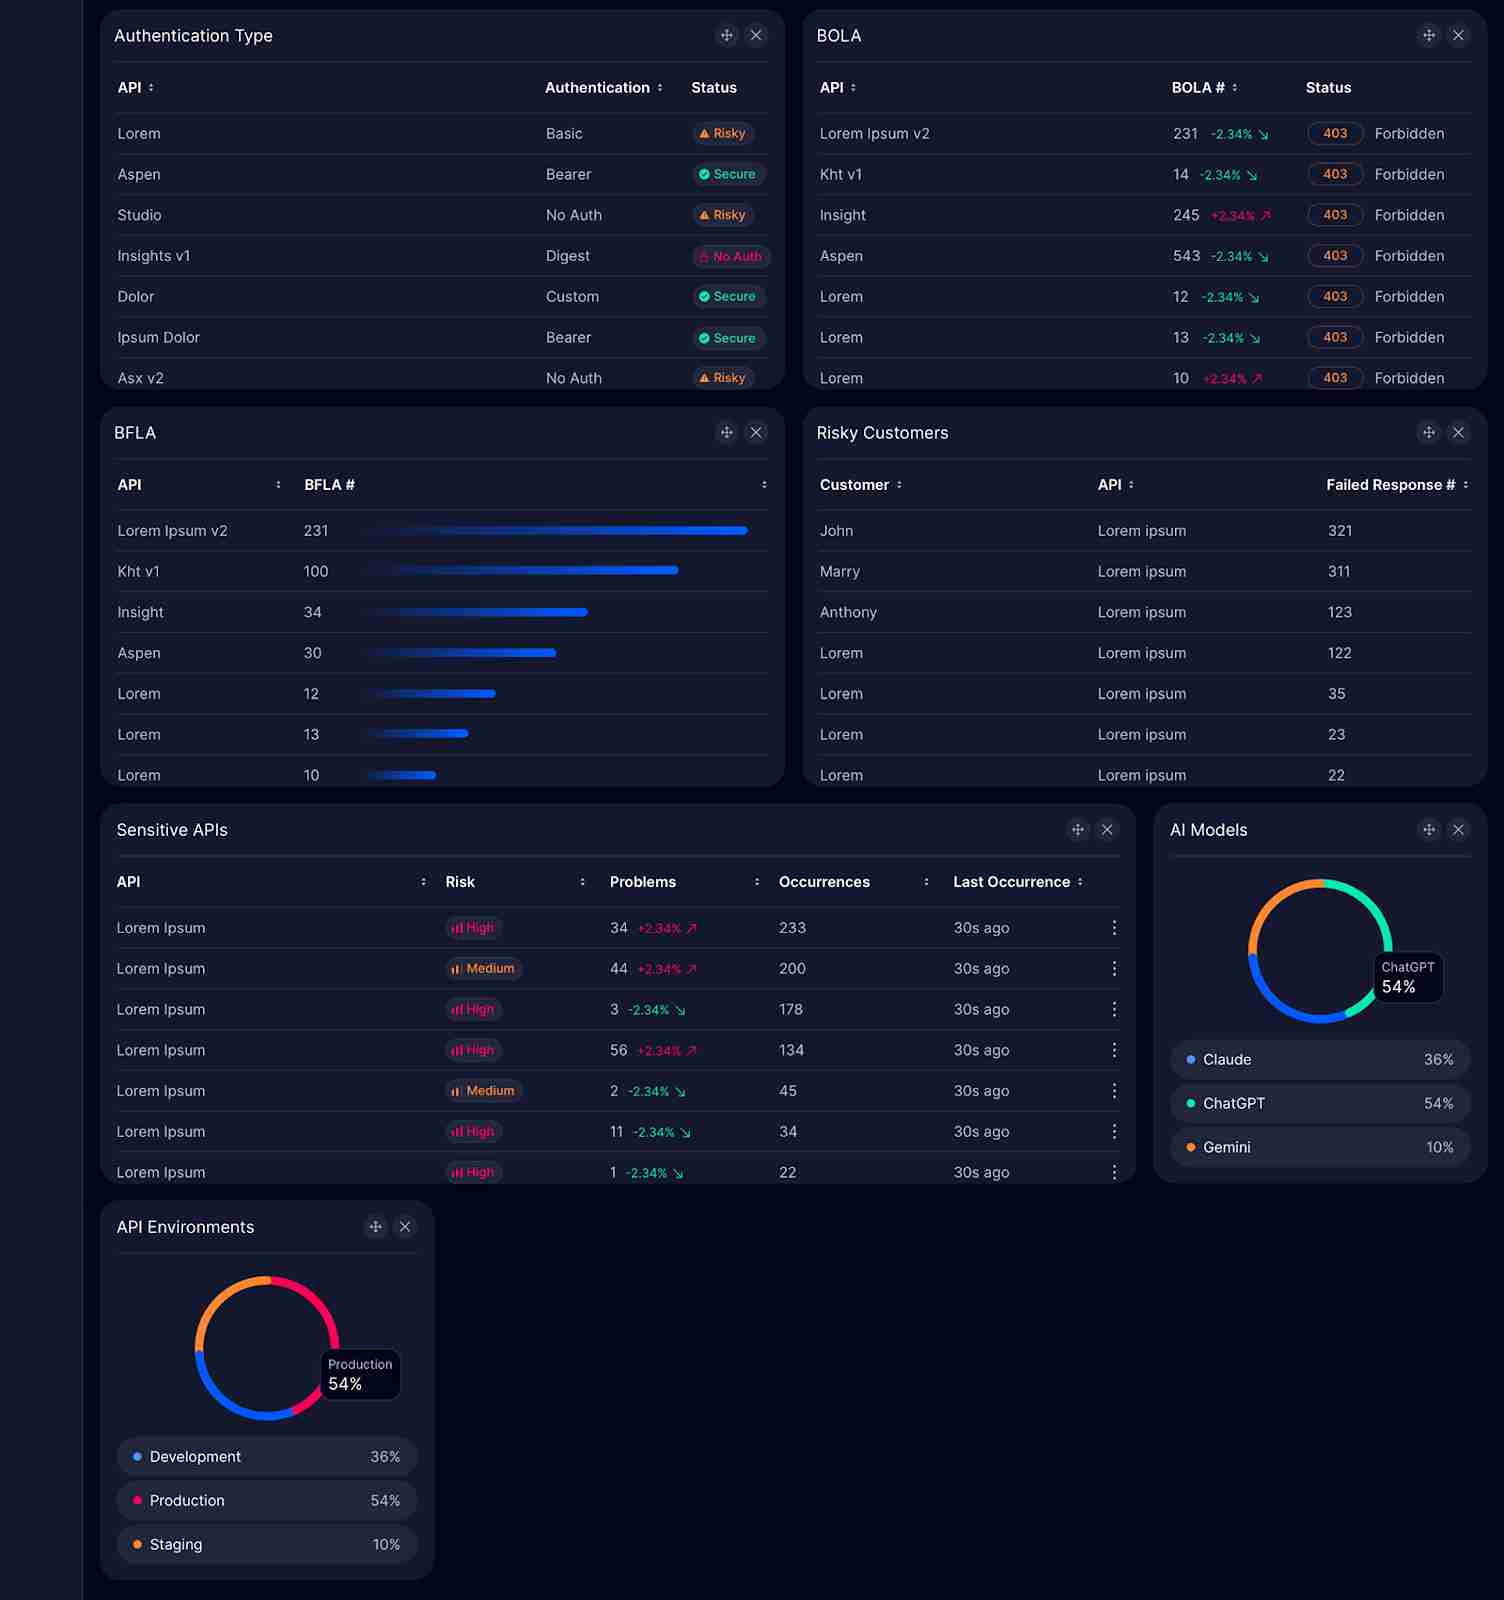 Authentication Type
API Authentication Status
Lorem Basic Risky
Aspen Bearer Secure
Studio No Auth Risky
Insights v1 Digest No Auth
Dolor Custom Secure
Ipsum Dolor Bearer Secure
Asx v2 No Auth Risky
BOLA
API BOLA # Status
Lorem Ipsum v2 231 -2.34% 403 Forbidden
Kht v1 14 -2.34% 403 Forbidden
Insight 245 +2.34% 403 Forbidden
Aspen 543 -2.34% 403 Forbidden
Lorem 12 -2.34% 403 Forbidden
Lorem 13 -2.34% 403 Forbidden
Lorem 10 +2.34% 403 Forbidden
BFLA
API BFLA #
Lorem Ipsum v2 231
Kht v1 100
Insight 34
Aspen 30
Lorem 12
Lorem 13
Lorem 10
Risky Customers
Customer API Failed Response #
John Lorem ipsum 321
Marry Lorem ipsum 311
Anthony Lorem ipsum 123
Lorem Lorem ipsum 122
Lorem Lorem ipsum 35
Lorem Lorem ipsum 23
Lorem Lorem ipsum 22
Sensitive APIs
API Risk Problems Occurrences Last Occurrence
Lorem Ipsum High 34 +2.34% 233 30s ago
Lorem Ipsum Medium 44 +2.34% 200 30s ago
Lorem Ipsum High 3 -2.34% 178 30s ago
Lorem Ipsum High 56 +2.34% 134 30s ago
Lorem Ipsum Medium 2 -2.34% 45 30s ago
Lorem Ipsum High 11 -2.34% 34 30s ago
Lorem Ipsum High 1 -2.34% 22 30s ago
AI Models
ChatGPT
54%
Claude 36%
ChatGPT 54%
Gemini 10%
API Environments
Production
54%
Development 36%
Production 54%
Staging 10%